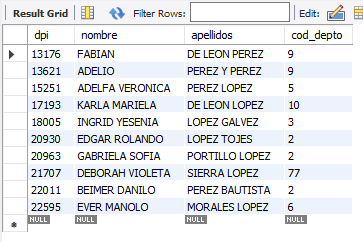 Result Grid Filter Rows: Edit:
dpi nombre apellidos cod_depto
13176 FABIAN DE LEON PEREZ 9
13621 ADELIO PEREZ Y PEREZ 9
15251 ADELFA VERONICA PEREZ LOPEZ 5
17193 KARLA MARIELA DE LEON LOPEZ 10
18005 INGRID YESENIA LOPEZ GALVEZ 3
20930 EDGAR ROLANDO LOPEZ TOJES 2
20963 GABRIELA SOFIA PORTILLO LOPEZ 2
21707 DEBORAH VIOLETA SIERRA LOPEZ 77
22011 BEIMER DANILO PEREZ BAUTISTA 2
22595 EVER MANOLO MORALES LOPEZ 6
NULL NULL NULL NULL